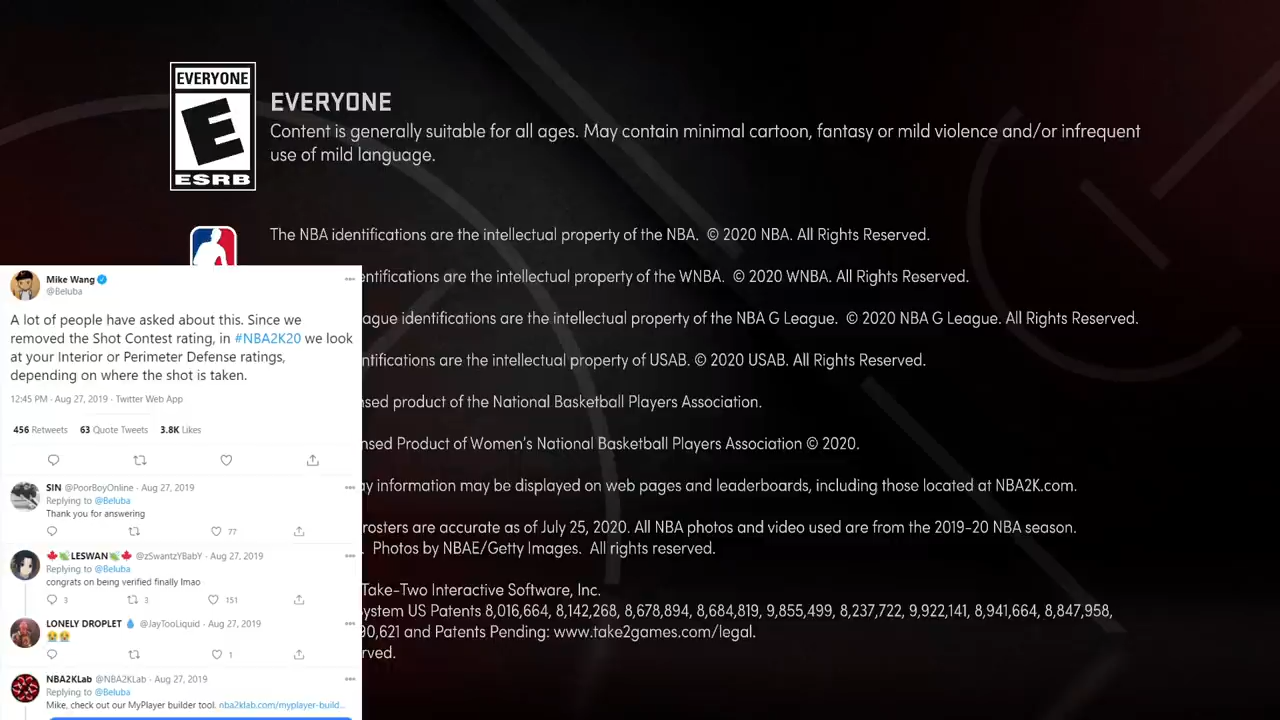 EVERYONE
E
ESRB
EVERYONE
Content is generally suitable for all ages. May contain minimal cartoon, fantasy or mild violence and/or infrequent
use of mild language.
The NBA identifications are the intellectual property of the NBA. © 2020 NBA. All Rights Reserved.
entifications are the intellectual property of the WNBA. © 2020 WNBA. All Rights Reserved.
ague identifications are the intellectual property of the NBA G League. © 2020 NBA G League. All Rights Reserved.
ntifications are the intellectual property of USAB. © 2020 USAB. All Rights Reserved.
sed product of the National Basketball Players Association.
nsed Product of Women's National Basketball Players Association © 2020.
y information may be displayed on web pages and leaderboards, including those located at NBA2K.com.
rosters are accurate as of July 25, 2020. All NBA photos and video used are from the 2019-20 NBA season.
. Photos by NBAE/Getty Images. All rights reserved.
Take-Two Interactive Software, Inc.
ystem US Patents 8,016,664, 8,142,268, 8,678,894, 8,684,819, 9,855,499, 8,237,722, 9,922,141, 8,941,664, 8,847,958,
90,621 and Patents Pending: www.take2games.com/legal.
rved.
Mike Wang
@Beluba
A lot of people have asked about this. Since we
removed the Shot Contest rating, in #NBA2K20 we look
at your Interior or Perimeter Defense ratings,
depending on where the shot is taken.
12:45 PM · Aug 27, 2019 · Twitter Web App
456 Retweets 63 Quote Tweets 3.8K Likes
SIN @PoorBoyOnline · Aug 27, 2019
Replying to @Beluba
Thank you for answering
77
LESWAN @zSwantzYBabY · Aug 27, 2019
Replying to @Beluba
congrats on being verified finally lmao
3 3 151
LONELY DROPLET @JayTooLiquid · Aug 27, 2019
1
NBA2KLab @NBA2KLab · Aug 27, 2019
Replying to @Beluba
Mike, check out our MyPlayer builder tool. nba2klab.com/myplayer-build...